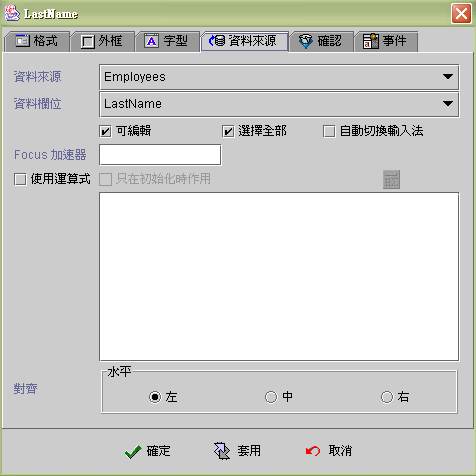 LastName
格式 外框 字型 資料來源 確認 事件
資料來源 Employees
資料欄位 LastName
可編輯 選擇全部 自動切換輸入法
Focus 加速器
使用運算式 只在初始化時作用
水平
對齊 左 中 右
確定 套用 取消